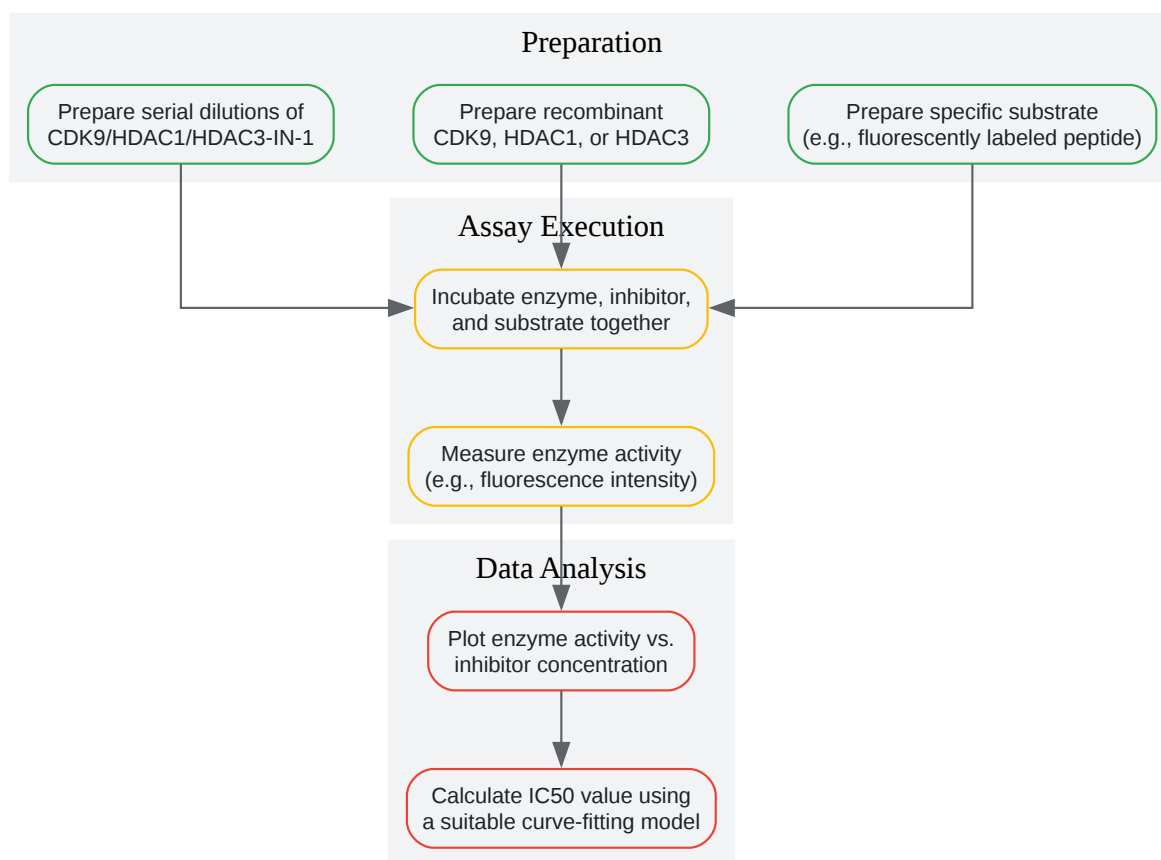 Preparation
Prepare serial dilutions of
CDK9/HDAC1/HDAC3-IN-1
Prepare recombinant
CDK9, HDAC1, or HDAC3
Prepare specific substrate
(e.g., fluorescently labeled peptide)
Assay Execution
Incubate enzyme, inhibitor,
and substrate together
Measure enzyme activity
(e.g., fluorescence intensity)
Data Analysis
Plot enzyme activity vs.
inhibitor concentration
Calculate IC50 value using
a suitable curve-fitting model